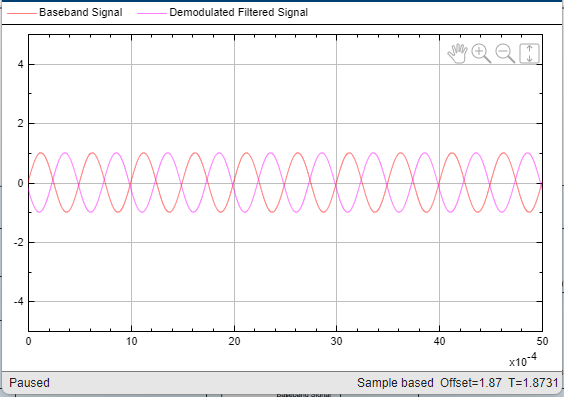 Baseband Signal Demodulated Filtered Signal
4
2
0
-2
-4
0 10 20 30 40 50
x10-4
Paused Sample based Offset=1.87 T=1.8731